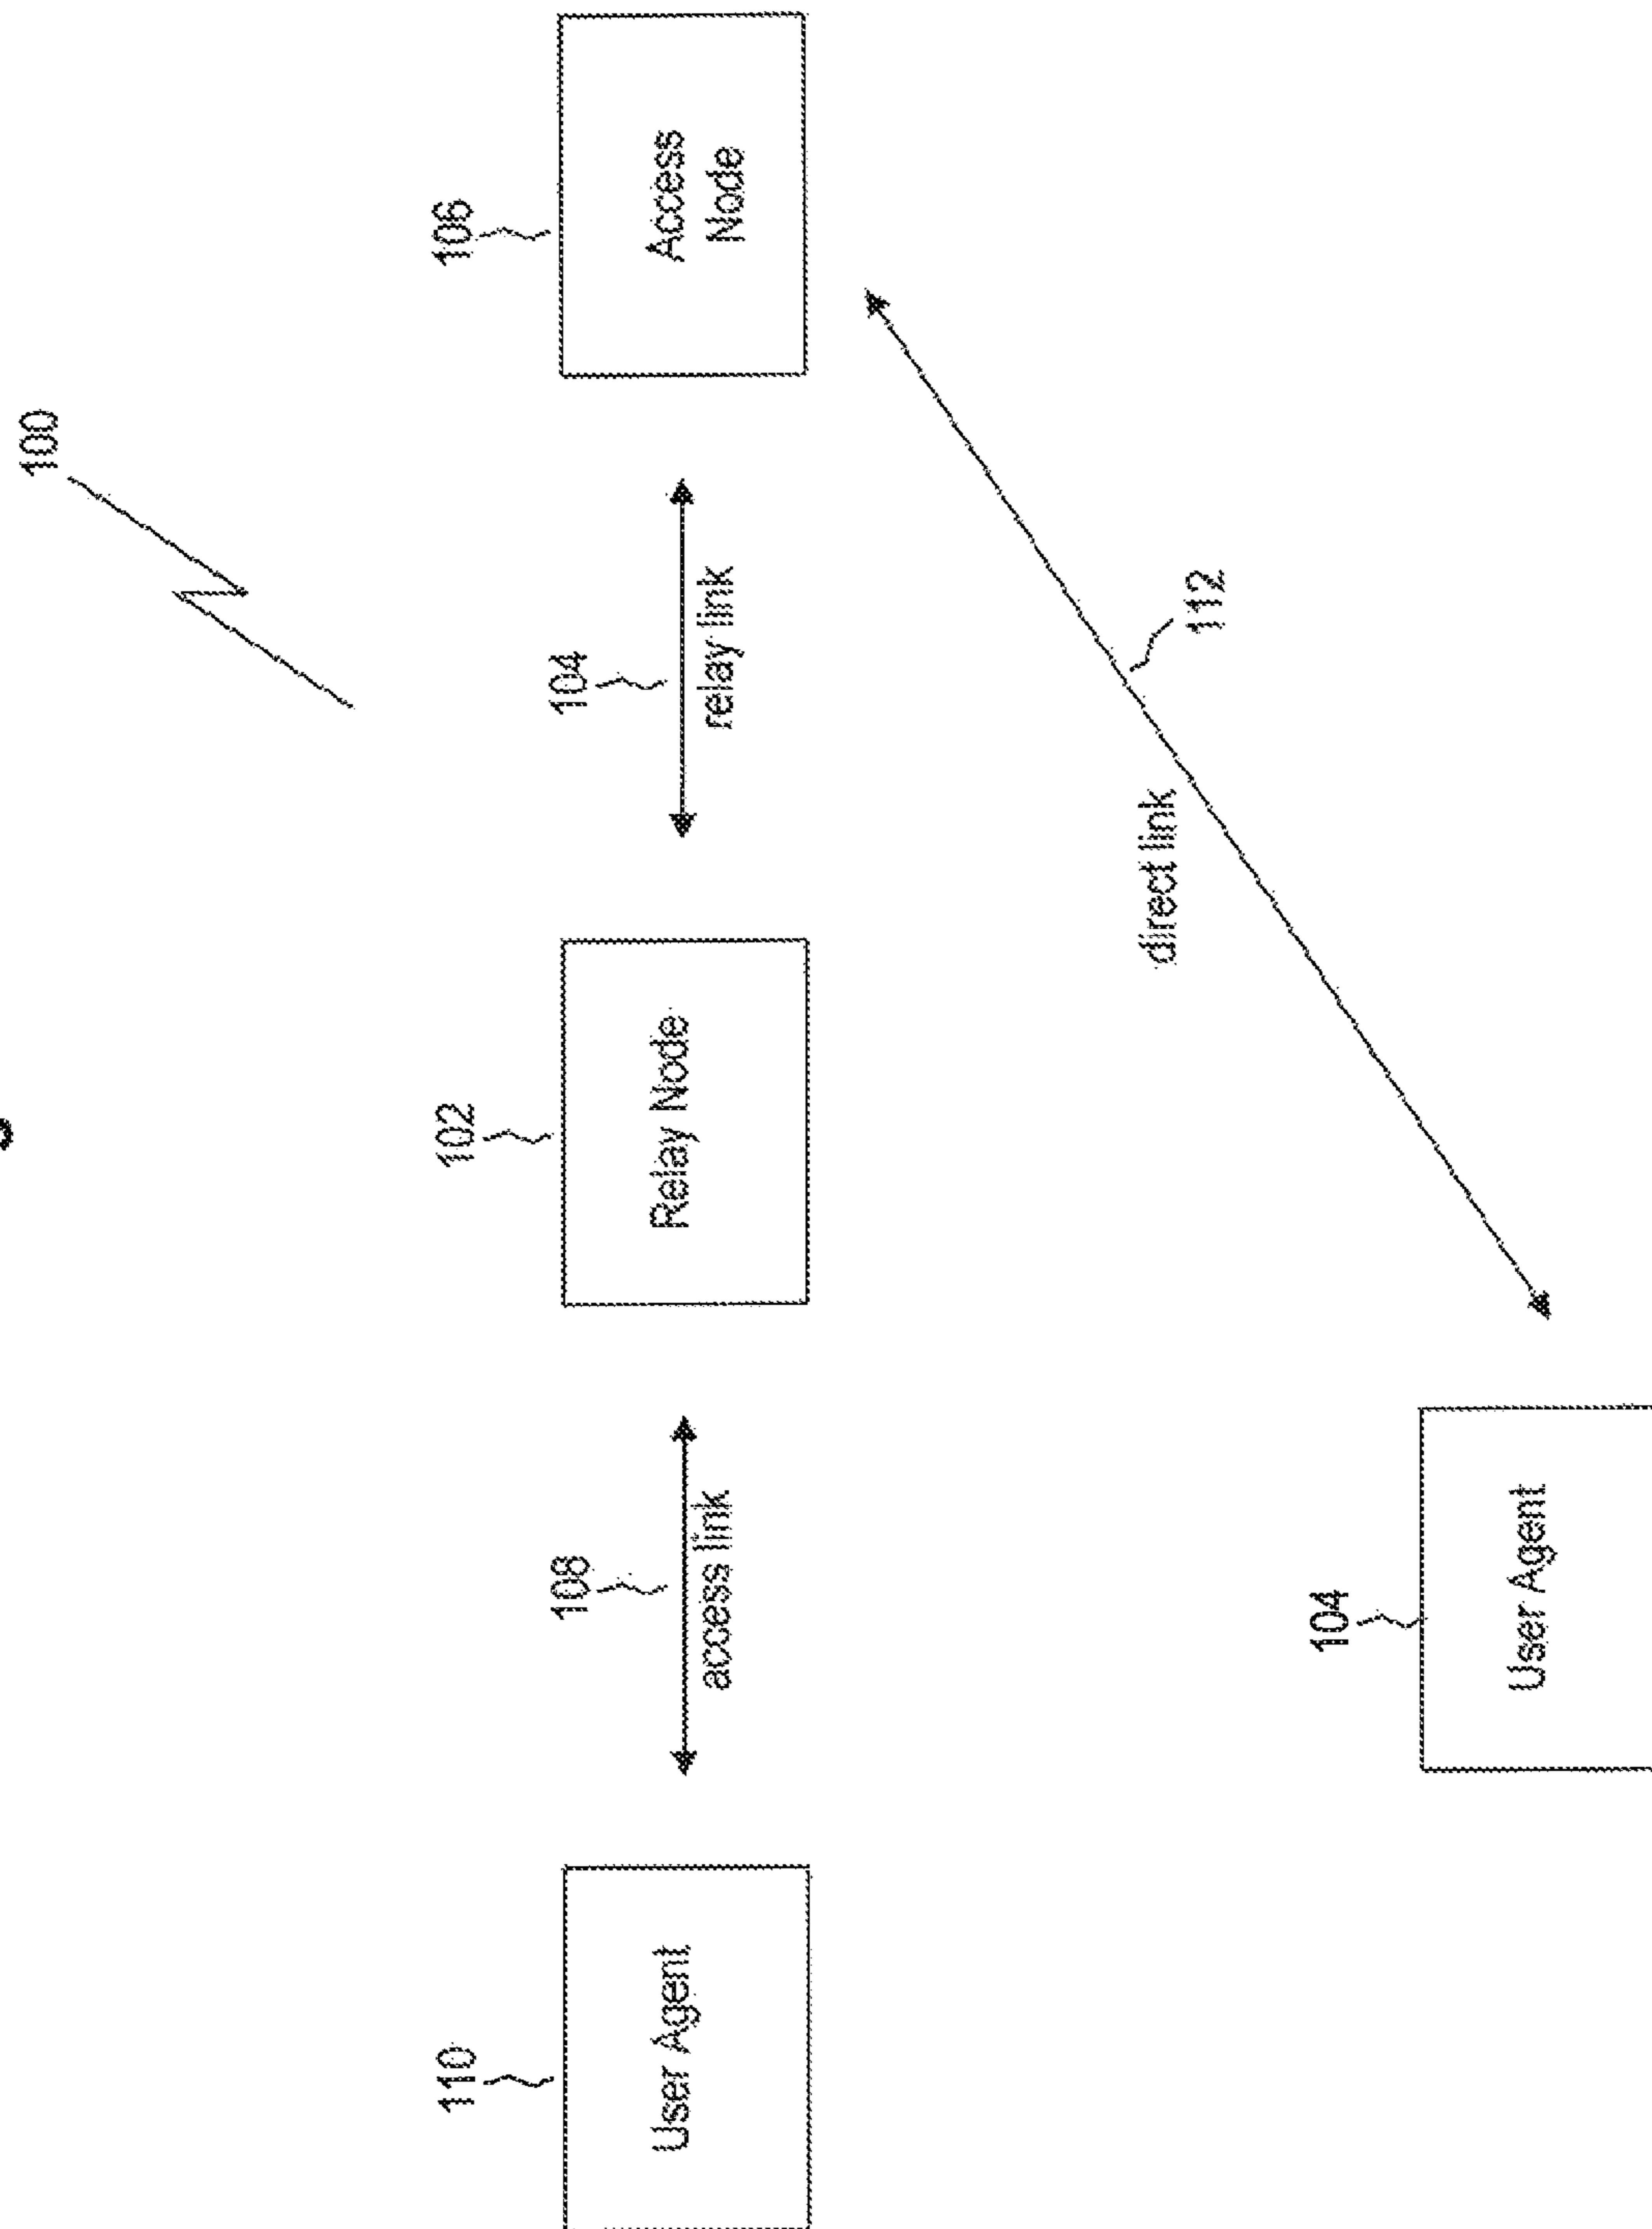 100
110
102
106
User Agent
108
access link
Relay Node
104
relay link
Access
Node
direct link
112
104
User Agent